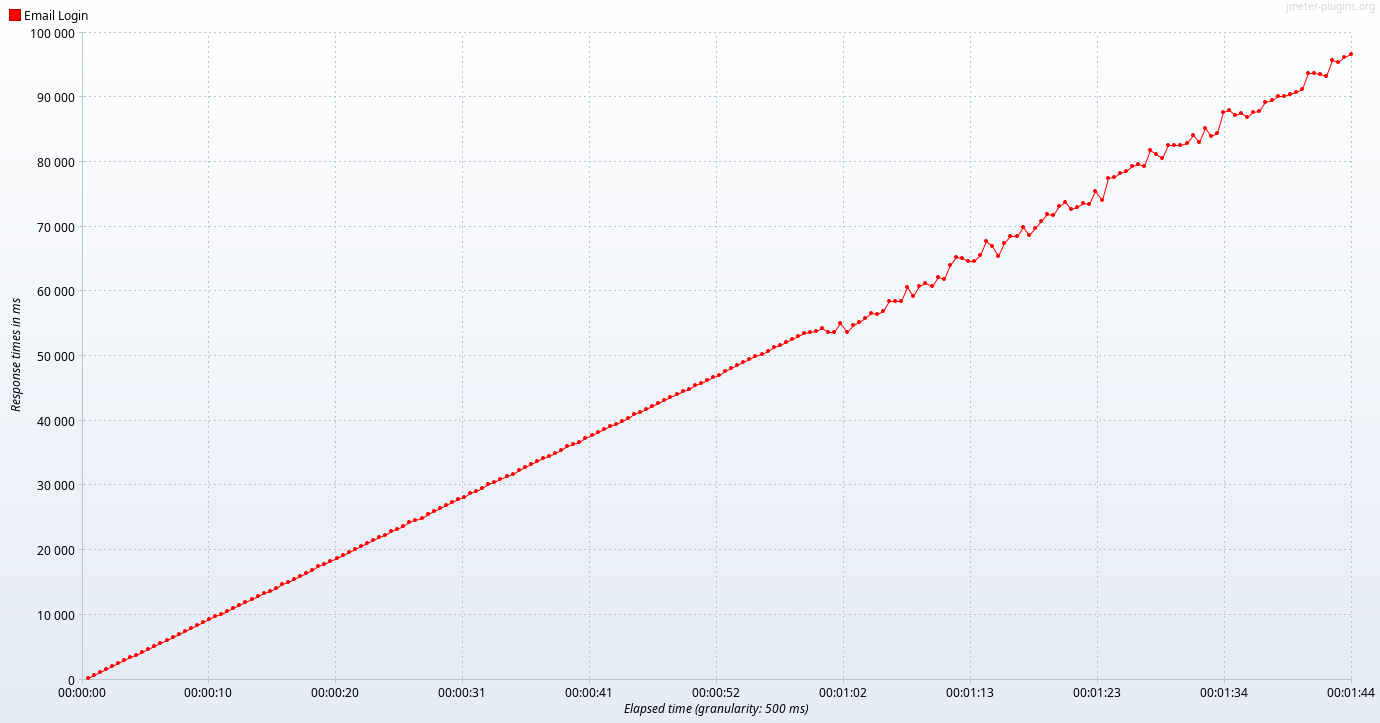 Email Login
jmeter-plugins.org
100 000
90 000
80 000
70 000
60 000
50 000
40 000
30 000
20 000
10 000
0
Response times in ms
00:00:00 00:00:10 00:00:20 00:00:31 00:00:41 00:00:52 00:01:02 00:01:13 00:01:23 00:01:34 00:01:44
Elapsed time (granularity: 500 ms)